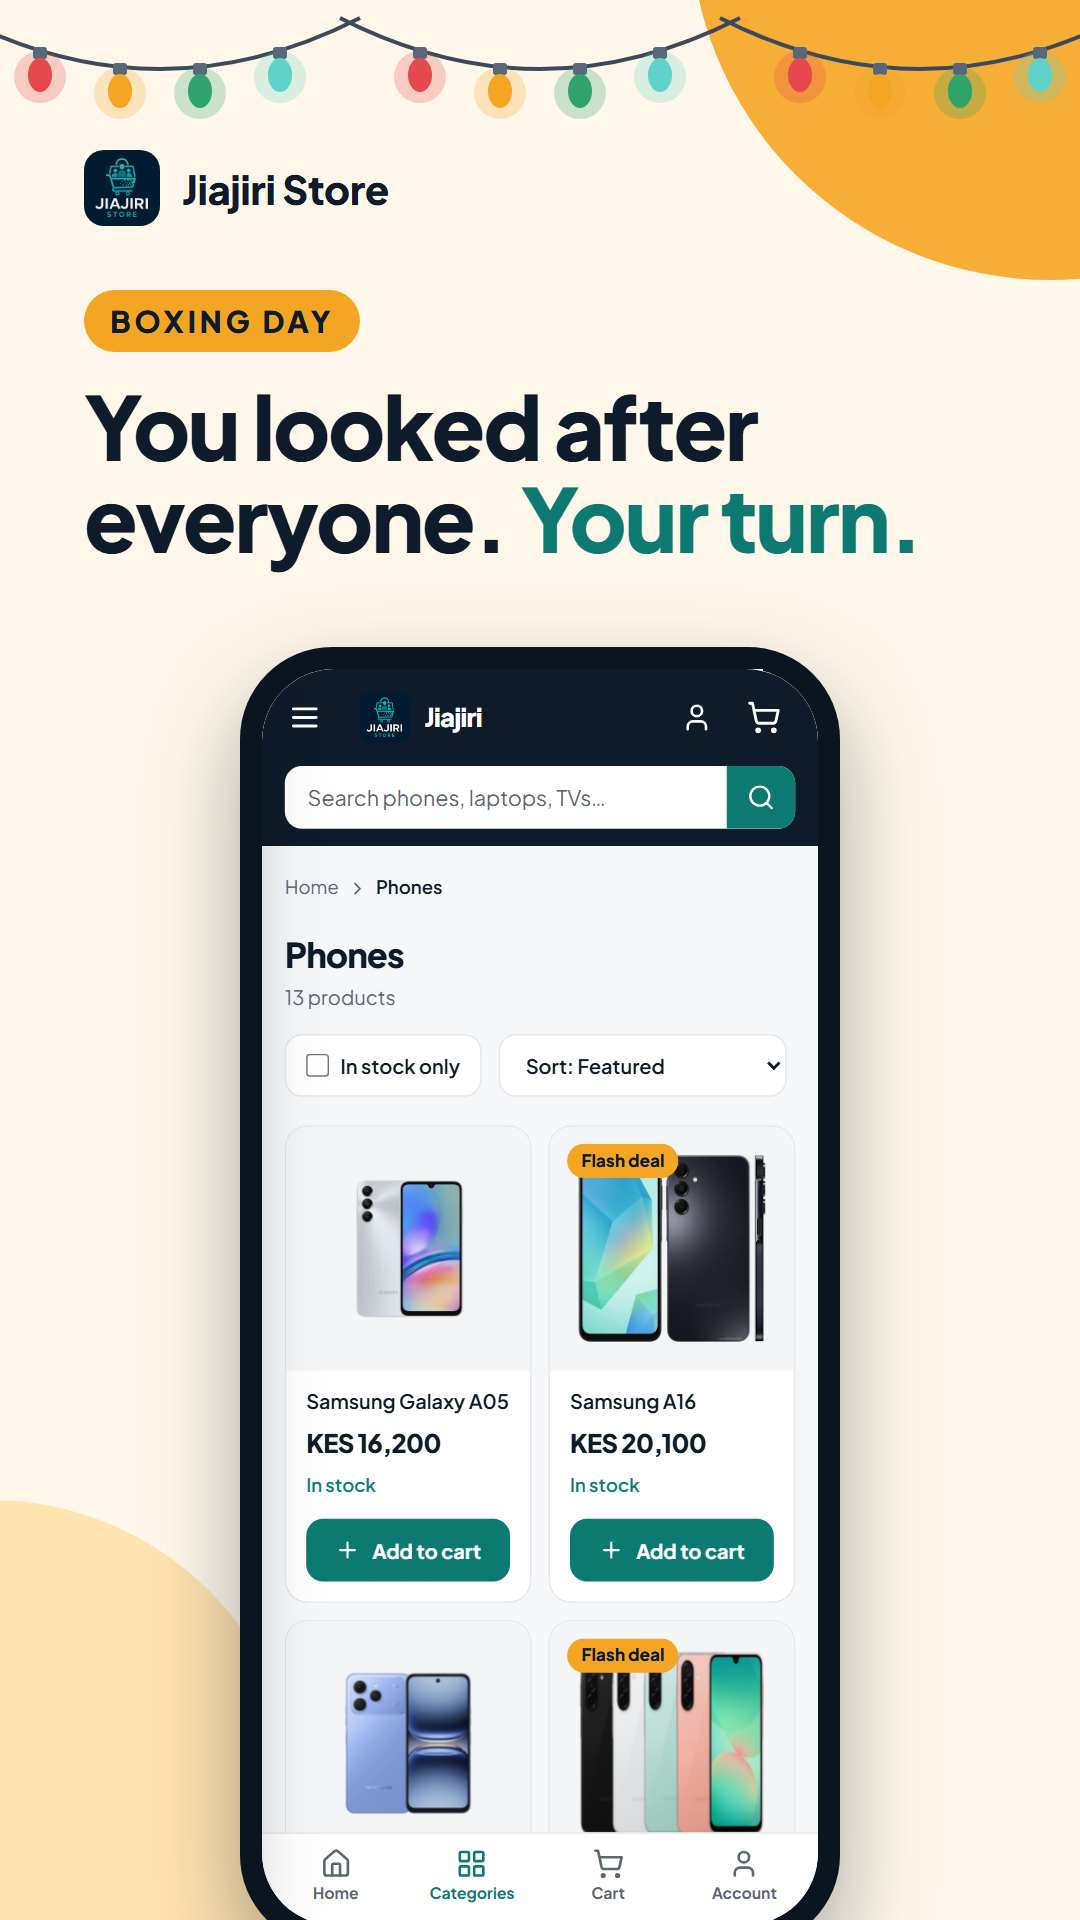 JIAJIRI
STORE
Jiajiri Store
BOXING DAY
You looked after
everyone. Your turn.
JIAJIRI
STORE
Jiajiri
Search phones, laptops, TVs...
Home > Phones
Phones
13 products
In stock only
Sort: Featured
Flash deal
Samsung Galaxy A05
KES 16,200
In stock
+ Add to cart
Samsung A16
KES 20,100
In stock
+ Add to cart
Flash deal
Home
Categories
Cart
Account